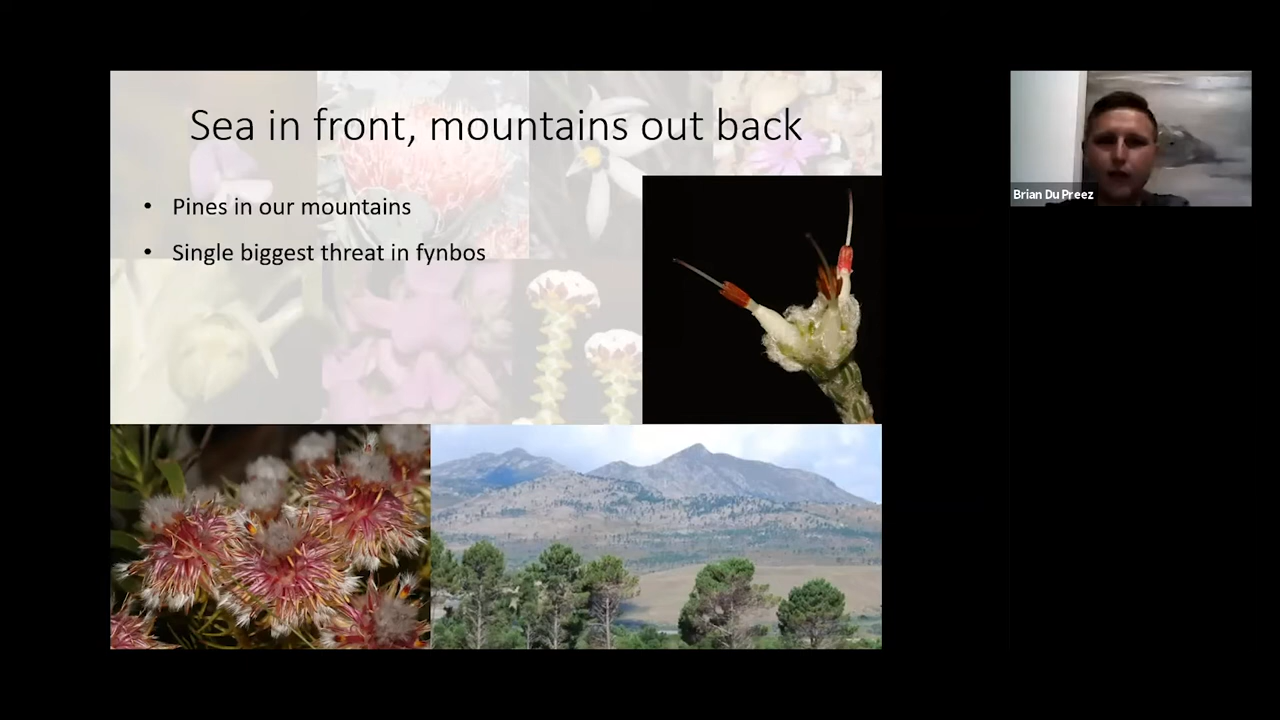 Sea in front, mountains out back
• Pines in our mountains
• Single biggest threat in fynbos
Brian Du Preez